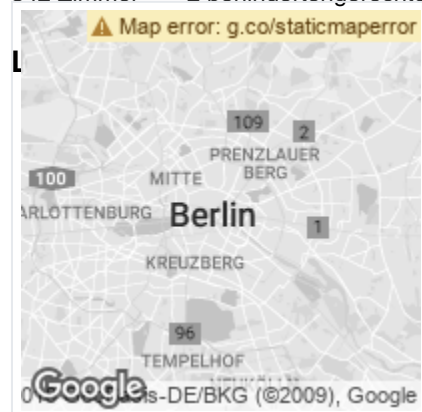 Map error: g.co/staticmaperror
L
109
2
PRENZLAUER
BERG
100
MITTE
ARLOTTENBURG
Berlin
1
KREUZBERG
96
TEMPELHOF
Google
-DE/BKG (©2009), Google